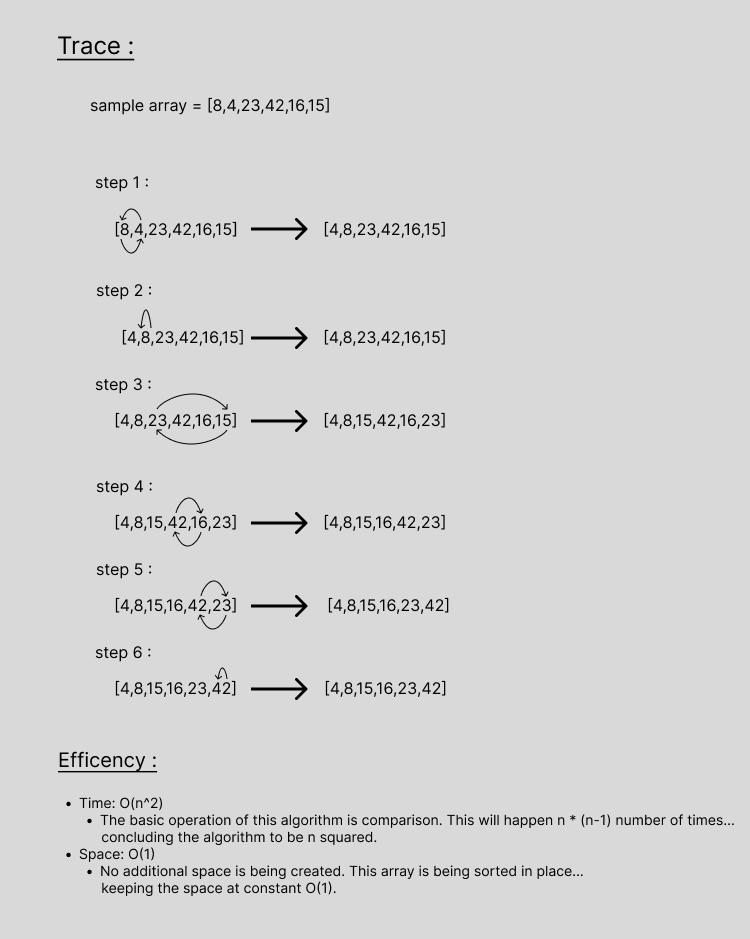 Trace :
sample array = [8,4,23,42,16,15]
step 1 :
[8,4,23,42,16,15] [4,8,23,42,16,15]
step 2 :
[4,8,23,42,16,15] [4,8,23,42,16,15]
step 3 :
[4,8,23,42,16,15] [4,8,15,42,16,23]
step 4 :
[4,8,15,42,16,23] [4,8,15,16,42,23]
step 5 :
[4,8,15,16,42,23] [4,8,15,16,23,42]
step 6 :
[4,8,15,16,23,42] [4,8,15,16,23,42]
Efficency :
• Time: O(n^2)
• The basic operation of this algorithm is comparison. This will happen n * (n-1) number of times...
concluding the algorithm to be n squared.
• Space: O(1)
• No additional space is being created. This array is being sorted in place...
keeping the space at constant O(1).